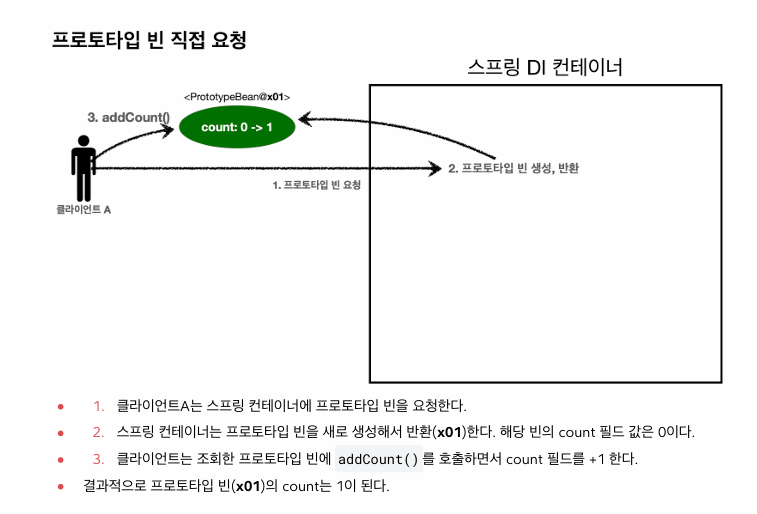 프로토타입 빈 직접 요청
스프링 DI 컨테이너
<PrototypeBean@x01>
3. addCount()
count: 0 -> 1
2. 프로토타입 빈 생성, 반환
1. 프로토타입 빈 요청
클라이언트 A
• 1. 클라이언트A는 스프링 컨테이너에 프로토타입 빈을 요청한다.
• 2. 스프링 컨테이너는 프로토타입 빈을 새로 생성해서 반환(x01)한다. 해당 빈의 count 필드 값은 0이다.
• 3. 클라이언트는 조회한 프로토타입 빈에 addCount() 를 호출하면서 count 필드를 +1 한다.
• 결과적으로 프로토타입 빈(x01)의 count는 1이 된다.